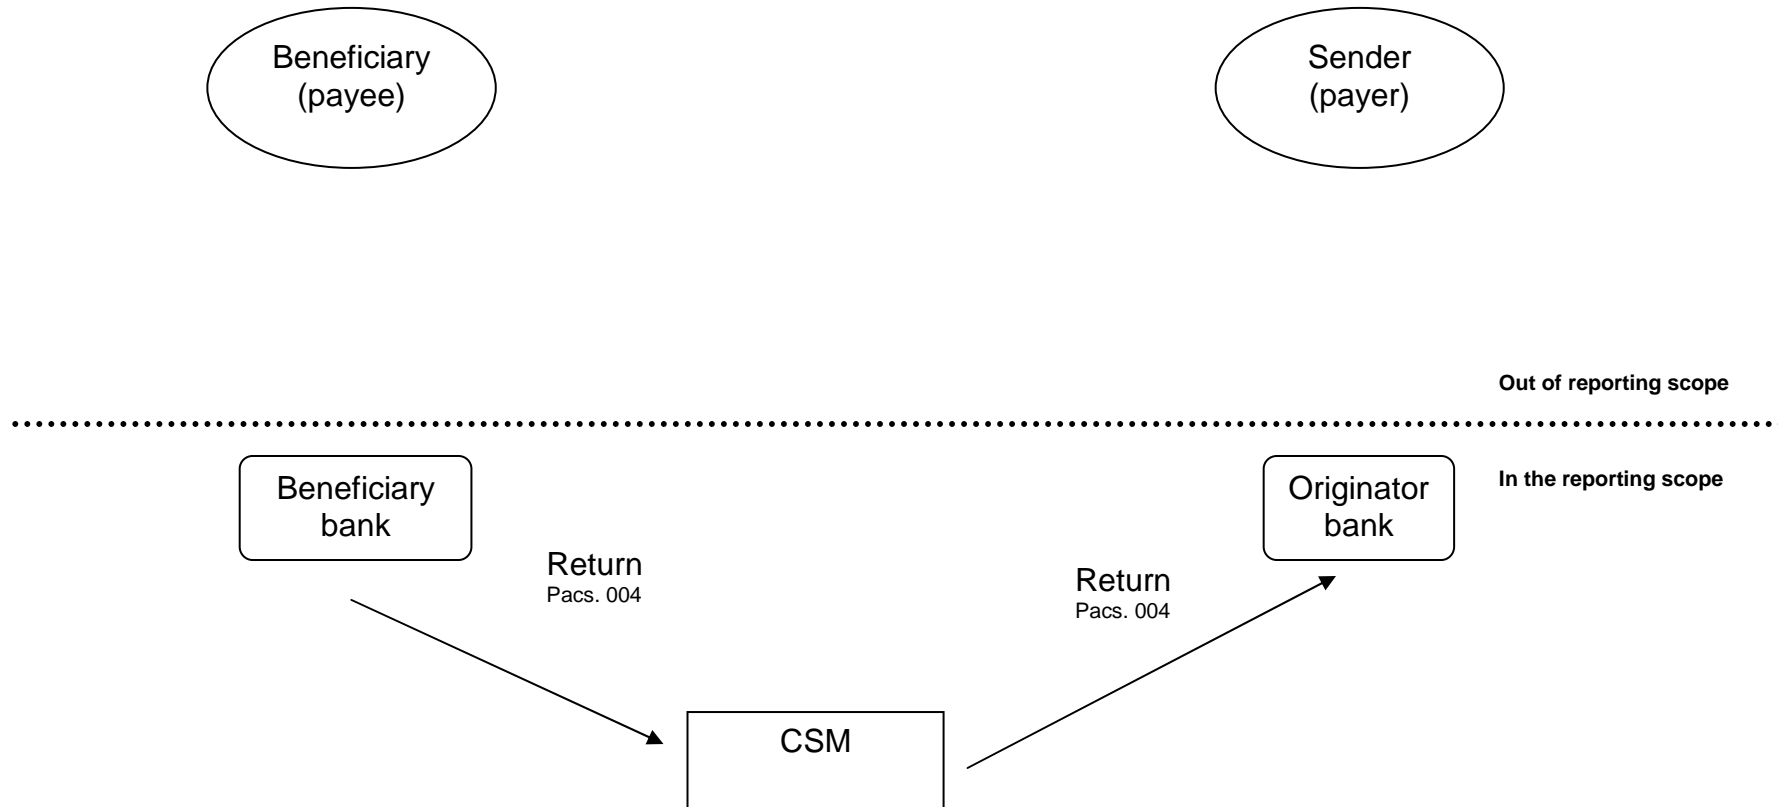 Beneficiary
(payee)
Sender
(payer)
Out of reporting scope
In the reporting scope
Beneficiary
bank
Originator
bank
Return
Pacs. 004
Return
Pacs. 004
CSM